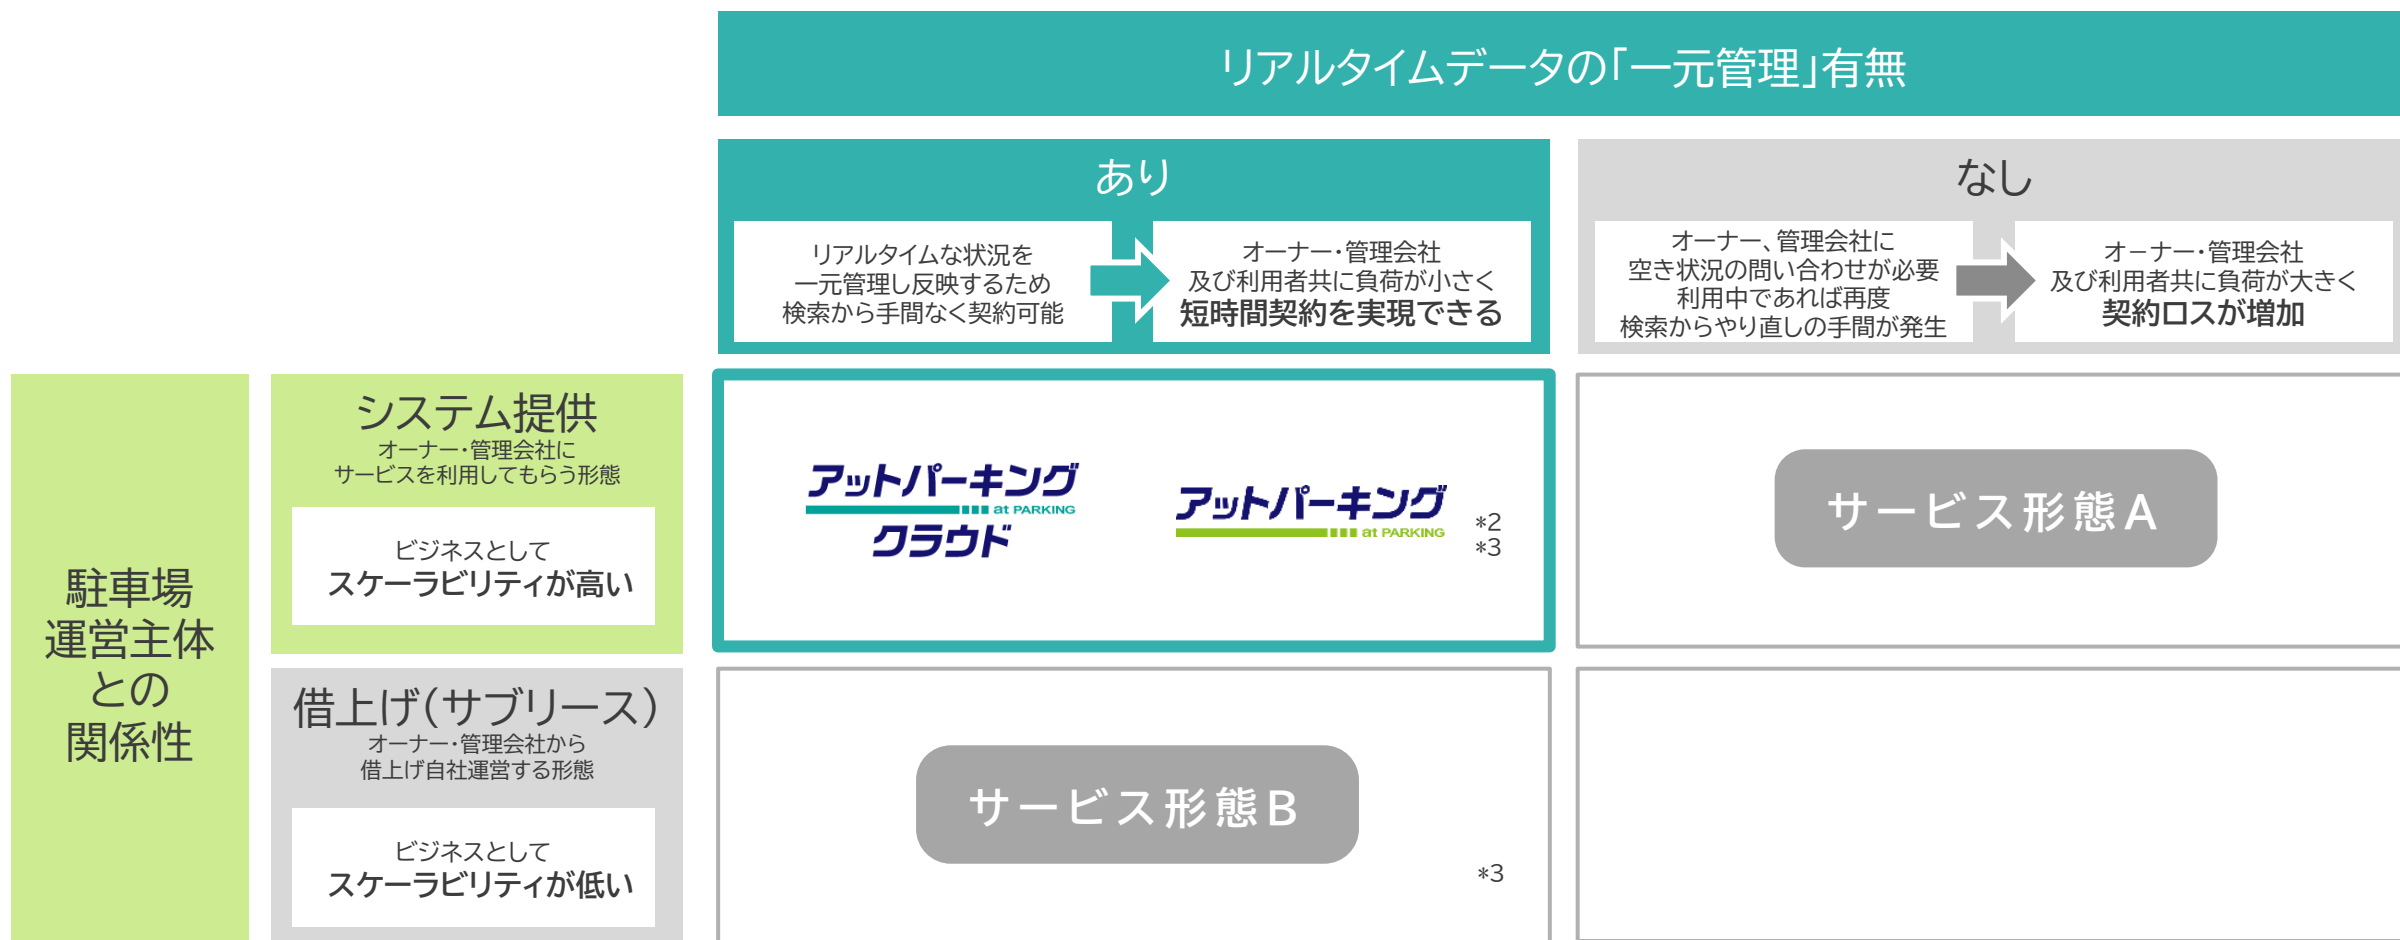 リアルタイムデータの「一元管理」有無
あり
リアルタイムな状況を
一元管理し反映するため
検索から手間なく契約可能
オーナー・管理会社
及び利用者共に負荷が小さく
短時間契約を実現できる
なし
オーナー、管理会社に
空き状況の問い合わせが必要
利用中であれば再度
検索からやり直しの手間が発生
オーナー・管理会社
及び利用者共に負荷が大きく
契約ロスが増加
駐車場
運営主体
との
関係性
システム提供
オーナー・管理会社に
サービスを利用してもらう形態
ビジネスとして
スケーラビリティが高い
アットパーキング
at PARKING
クラウド
アットパーキング
at PARKING
*2
*3
サービス形態A
借上げ(サブリース)
オーナー・管理会社から
借上げ自社運営する形態
ビジネスとして
スケーラビリティが低い
サービス形態B
*3